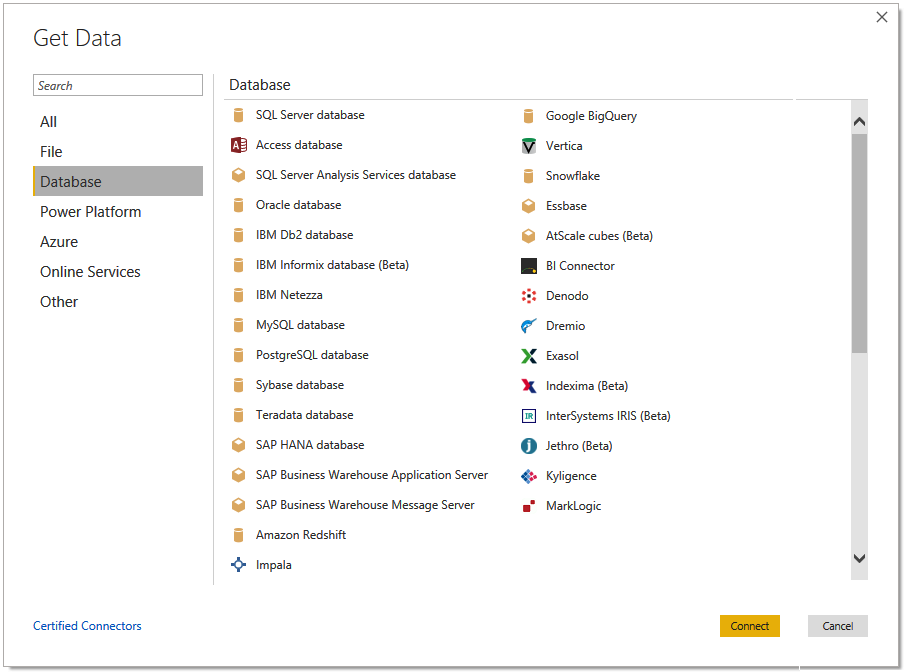 Get Data
Search
All
File
Database
Power Platform
Azure
Online Services
Other
Database
SQL Server database
Access database
SQL Server Analysis Services database
Oracle database
IBM Db2 database
IBM Informix database (Beta)
IBM Netezza
MySQL database
PostgreSQL database
Sybase database
Teradata database
SAP HANA database
SAP Business Warehouse Application Server
SAP Business Warehouse Message Server
Amazon Redshift
Impala
Google BigQuery
Vertica
Snowflake
Essbase
AtScale cubes (Beta)
BI Connector
Denodo
Dremio
Exasol
Indexima (Beta)
IR InterSystems IRIS (Beta)
Jethro (Beta)
Kyligence
MarkLogic
Certified Connectors
Connect
Cancel